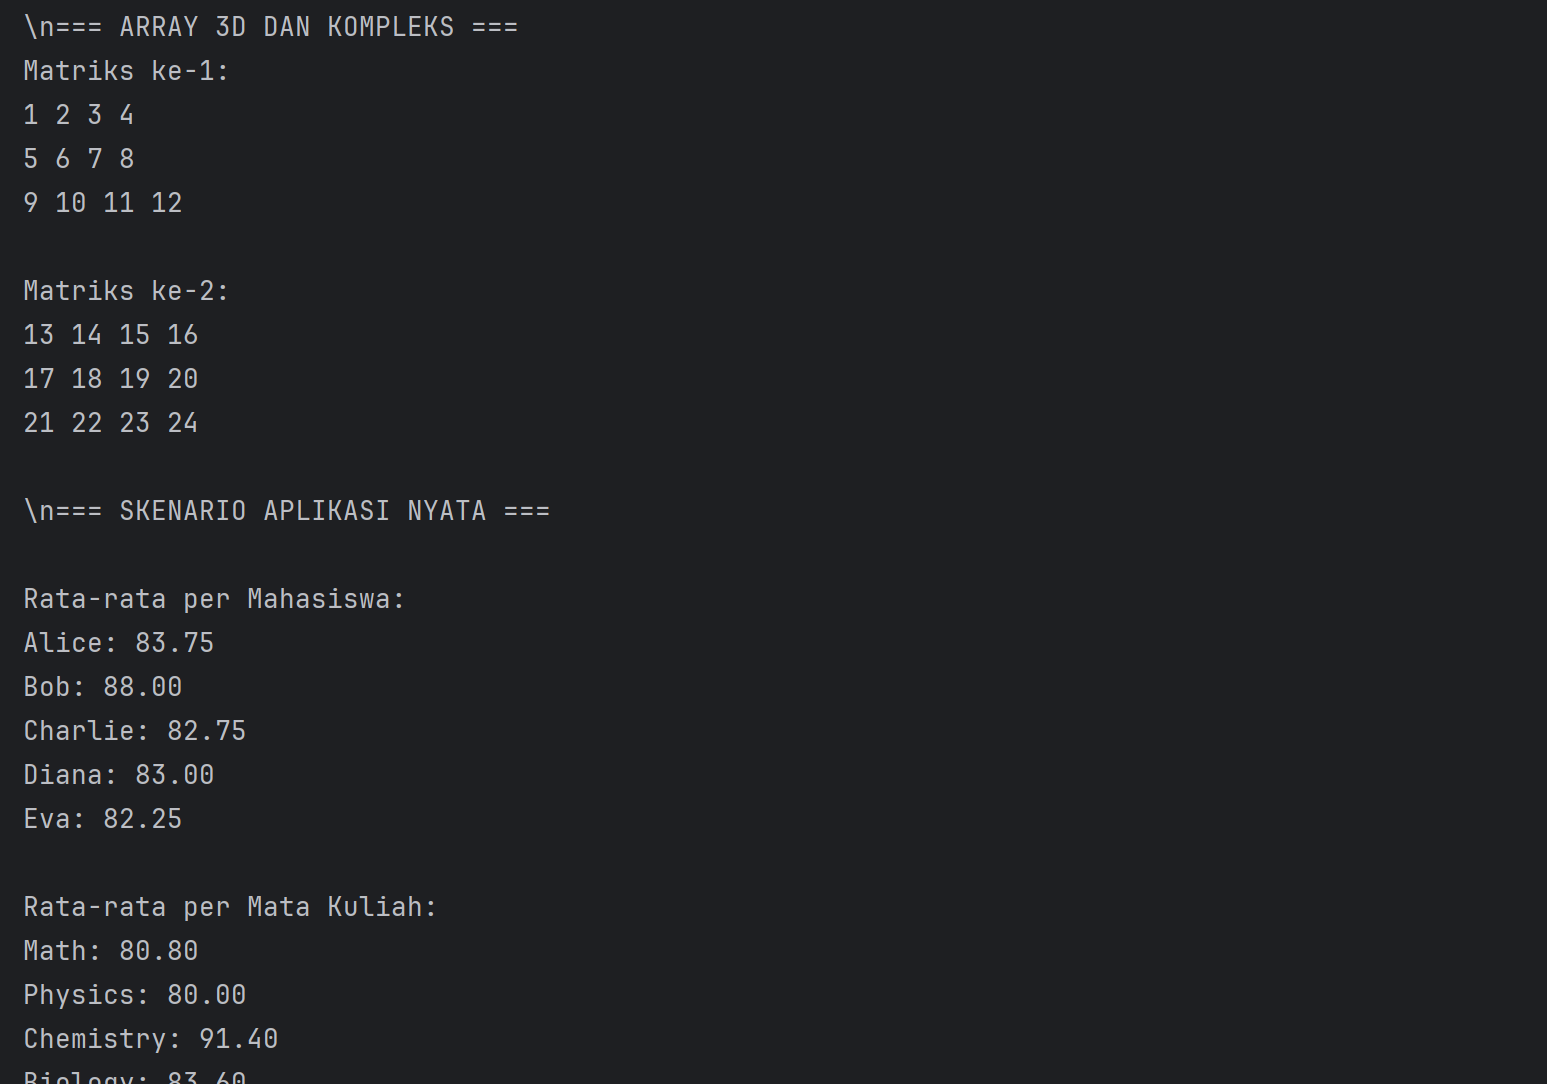 \n=== ARRAY 3D DAN KOMPLEKS ===
Matriks ke-1:
1 2 3 4
5 6 7 8
9 10 11 12
Matriks ke-2:
13 14 15 16
17 18 19 20
21 22 23 24
\n=== SKENARIO APLIKASI NYATA ===
Rata-rata per Mahasiswa:
Alice: 83.75
Bob: 88.00
Charlie: 82.75
Diana: 83.00
Eva: 82.25
Rata-rata per Mata Kuliah:
Math: 80.80
Physics: 80.00
Chemistry: 91.40
Biology: 83.60